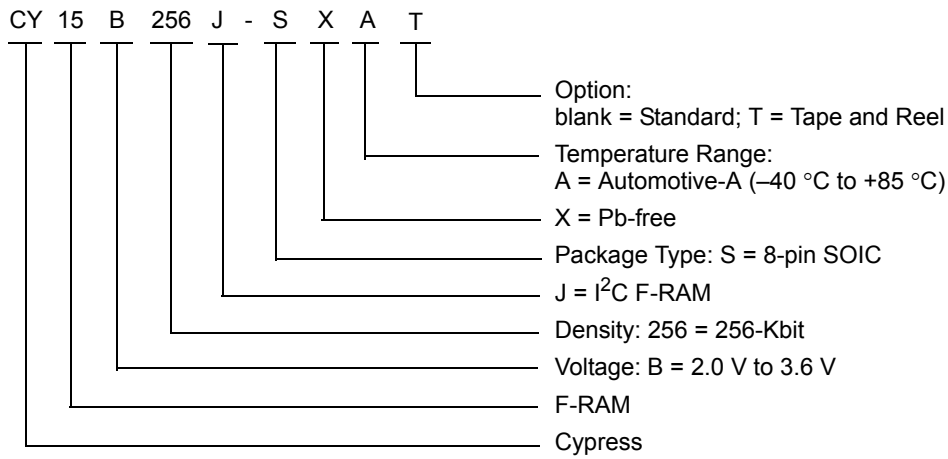 CY 15 B 256 J - S X A T
Option:
blank = Standard; T = Tape and Reel
Temperature Range:
A = Automotive-A (–40 °C to +85 °C)
X = Pb-free
Package Type: S = 8-pin SOIC
J = I²C F-RAM
Density: 256 = 256-Kbit
Voltage: B = 2.0 V to 3.6 V
F-RAM
Cypress